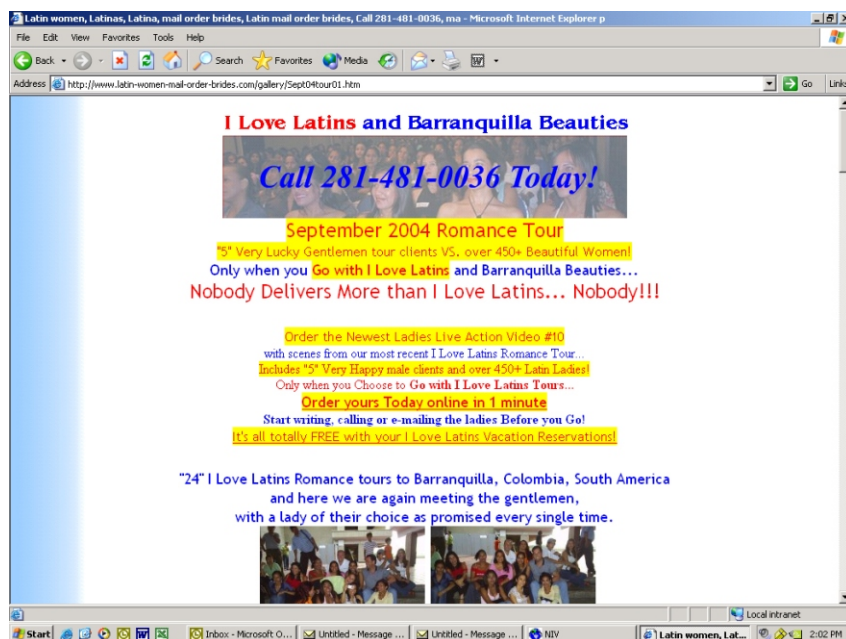 Latin women, Latinas, Latina, mail order brides, Latin mail order brides, Call 281-481-0036, ma - Microsoft Internet Explorer p
File Edit View Favorites Tools Help
Back Search Favorites Media
Address http://www.latin-women-mail-order-brides.com/gallery/Sept04tour01.htm Go Links
I Love Latins and Barranquilla Beauties
Call 281-481-0036 Today!
September 2004 Romance Tour
"5" Very Lucky Gentlemen tour clients VS. over 450+ Beautiful Women!
Only when you Go with I Love Latins and Barranquilla Beauties...
Nobody Delivers More than I Love Latins... Nobody!!!
Order the Newest Ladies Live Action Video #10
with scenes from our most recent I Love Latins Romance Tour...
Includes "5" Very Happy male clients and over 450+ Latin Ladies!
Only when you Choose to Go with I Love Latins Tours...
Order yours Today online in 1 minute
Start writing, calling or e-mailing the ladies Before you Go!
It's all totally FREE with your I Love Latins Vacation Reservations!
"24" I Love Latins Romance tours to Barranquilla, Colombia, South America
and here we are again meeting the gentlemen,
with a lady of their choice as promised every single time.
Local intranet
Start Inbox - Microsoft O... Untitled - Message ... Untitled - Message ... NIV Latin women, Lat... 2:02 PM